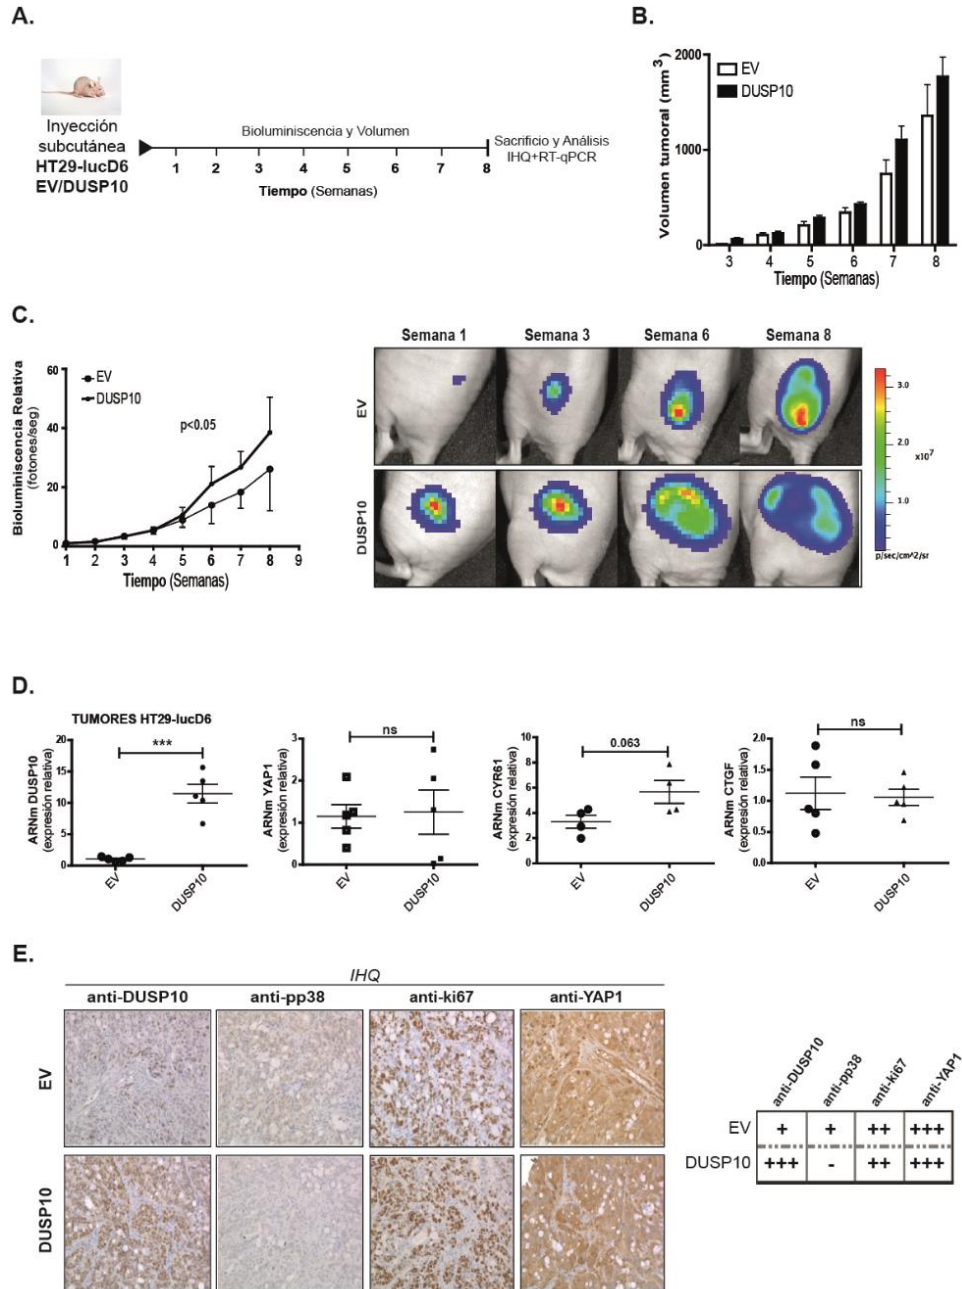 A.
Inyección
subcutánea
HT29-lucD6
EV/DUSP10
Bioluminiscencia y Volumen
1 2 3 4 5 6 7 8
Tiempo (Semanas)
Sacrificio y Análisis
IHQ+RT-qPCR
B.
Volumen tumoral (mm³)
2000
1000
0
EV
DUSP10
3 4 5 6 7 8
Tiempo (Semanas)
C.
Bioluminiscencia Relativa
(fotones/seg)
60
40
20
0
EV
DUSP10
p<0.05
1 2 3 4 5 6 7 8 9
Tiempo (Semanas)
Semana 1 Semana 3 Semana 6 Semana 8
EV
DUSP10
3.0
2.0
x10⁷
1.0
p/sec/cm^2/sr
D.
TUMORES HT29-lucD6
ARNm DUSP10
(expresión relativa)
20
15
10
5
0
***
EV DUSP10
ARNm YAP1
(expresión relativa)
3
2
1
0
ns
EV DUSP10
ARNm CYR61
(expresión relativa)
8
6
4
2
0
0.063
EV DUSP10
ARNm CTGF
(expresión relativa)
2.0
1.5
1.0
0.5
0.0
ns
EV DUSP10
E.
IHQ
anti-DUSP10 anti-pp38 anti-ki67 anti-YAP1
EV
DUSP10
anti-DUSP10 anti-pp38 anti-ki67 anti-YAP1
EV + + ++ +++
DUSP10 +++ - ++ +++